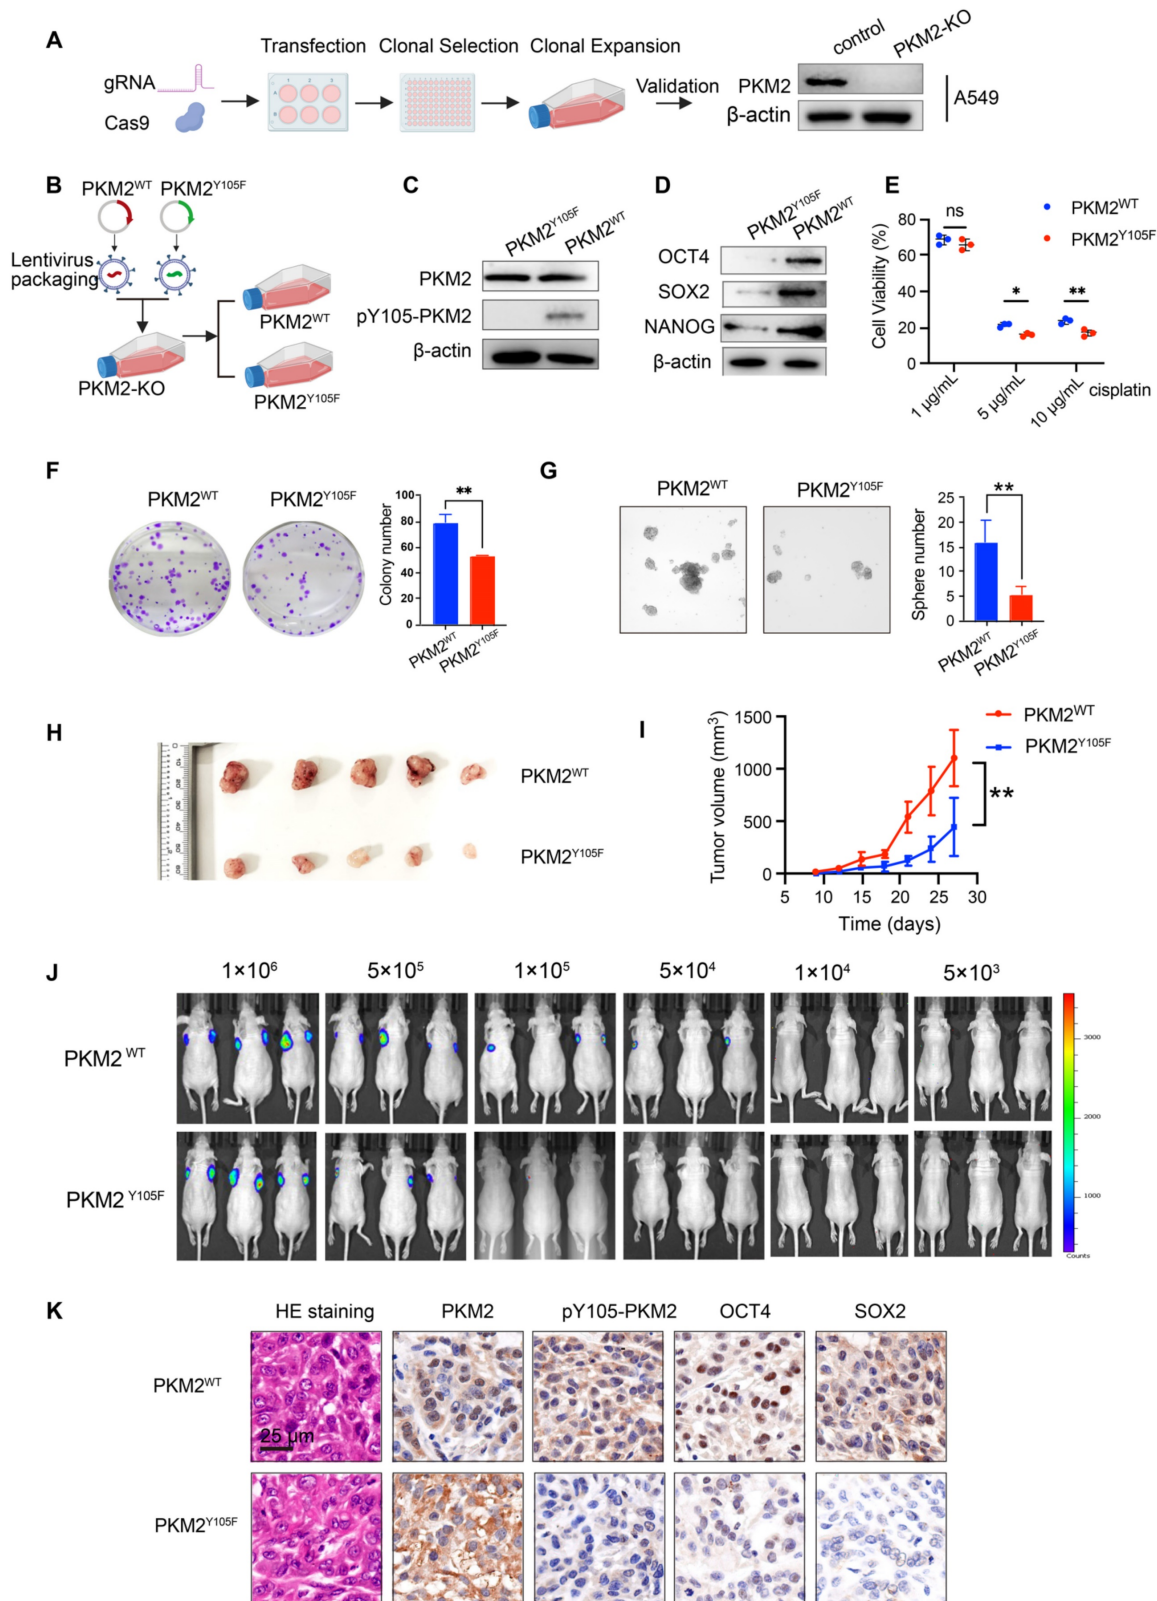 A
Transfection
Clonal Selection
Clonal Expansion
gRNA
Cas9
Validation
control
PKM2-KO
PKM2
β-actin
A549
B
PKM2WT
PKM2Y105F
Lentivirus
packaging
PKM2-KO
PKM2WT
PKM2Y105F
C
PKM2Y105F
PKM2WT
PKM2
pY105-PKM2
β-actin
D
PKM2Y105F
PKM2WT
OCT4
SOX2
NANOG
β-actin
E
Cell Viability (%)
80
60
40
20
0
ns
*
**
PKM2WT
PKM2Y105F
1 µg/mL
5 µg/mL
10 µg/mL
cisplatin
F
PKM2WT
PKM2Y105F
Colony number
100
80
60
40
20
0
**
PKM2WT
PKM2Y105F
G
PKM2WT
PKM2Y105F
Sphere number
25
20
15
10
5
0
**
PKM2WT
PKM2Y105F
H
PKM2WT
PKM2Y105F
I
Tumor volume (mm3)
1500
1000
500
0
5
10
15
20
25
30
Time (days)
PKM2WT
PKM2Y105F
**
J
1×10⁶
5×10⁵
1×10⁵
5×10⁴
1×10⁴
5×10³
PKM2 WT
PKM2 Y105F
3000
2000
1000
Counts
K
HE staining
PKM2
pY105-PKM2
OCT4
SOX2
PKM2WT
25 µm
PKM2Y105F